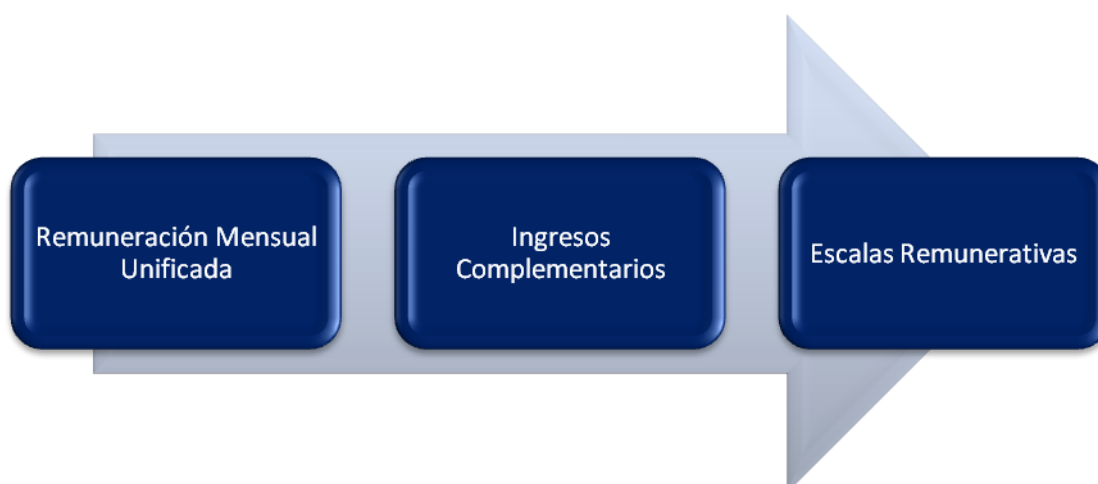 Remuneración Mensual
Unificada
Ingresos
Complementarios
Escalas Remunerativas